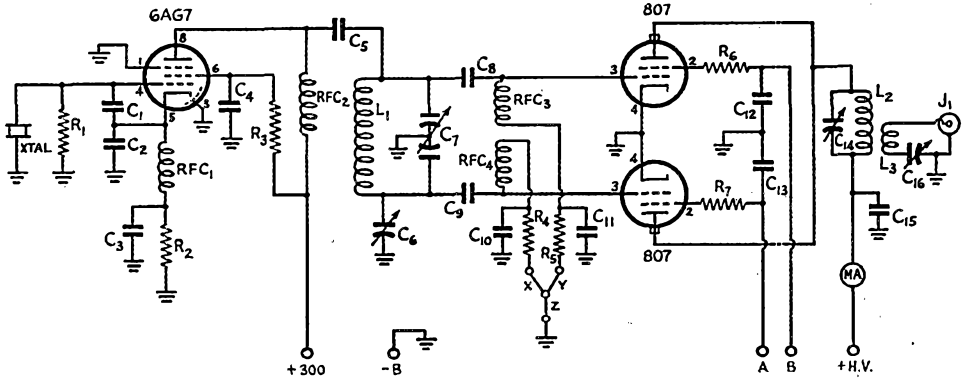 6AG7
8
1
4
5
3
6
XTAL
R1
C1
C2
RFC1
C3
R2
C4
R3
RFC2
+300
C5
L1
C7
C6
-B
C8
C9
RFC3
RFC4
C10
R4
R5
C11
X
Y
Z
807
3
2
4
R6
C12
C13
4
3
2
R7
807
A
B
L2
C14
L3
C16
J1
C15
MA
+H.V.